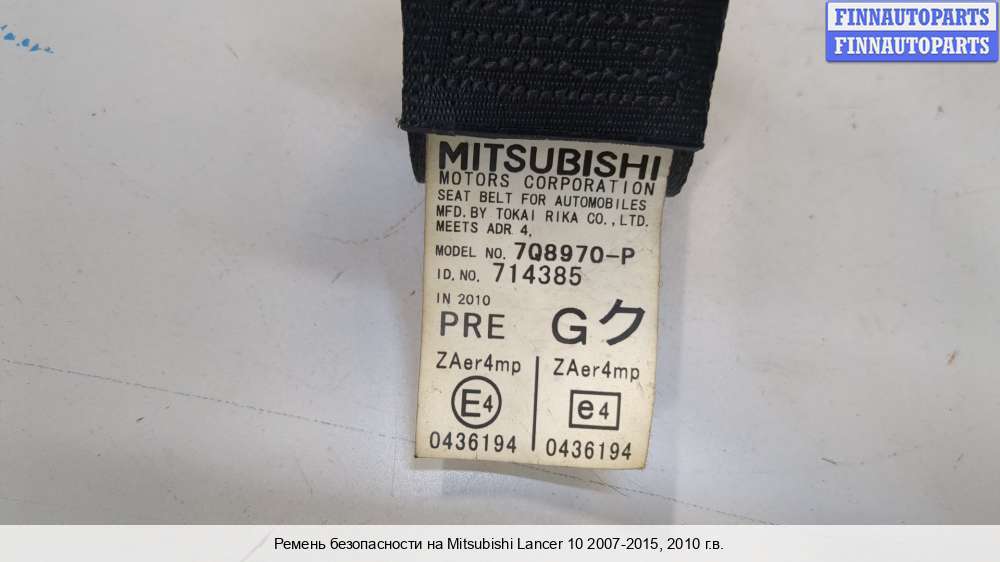 FINNAUTOPARTS
FINNAUTOPARTS
MITSUBISHI
MOTORS CORPORATION
SEAT BELT FOR AUTOMOBILES
MFD. BY TOKAI RIKA CO., LTD.
MEETS ADR 4.
MODEL NO. 7Q8970-P
ID. NO. 714385
IN 2010
PRE Gク
ZAer4mp ZAer4mp
E4 e4
0436194 0436194
Ремень безопасности на Mitsubishi Lancer 10 2007-2015, 2010 г.в.